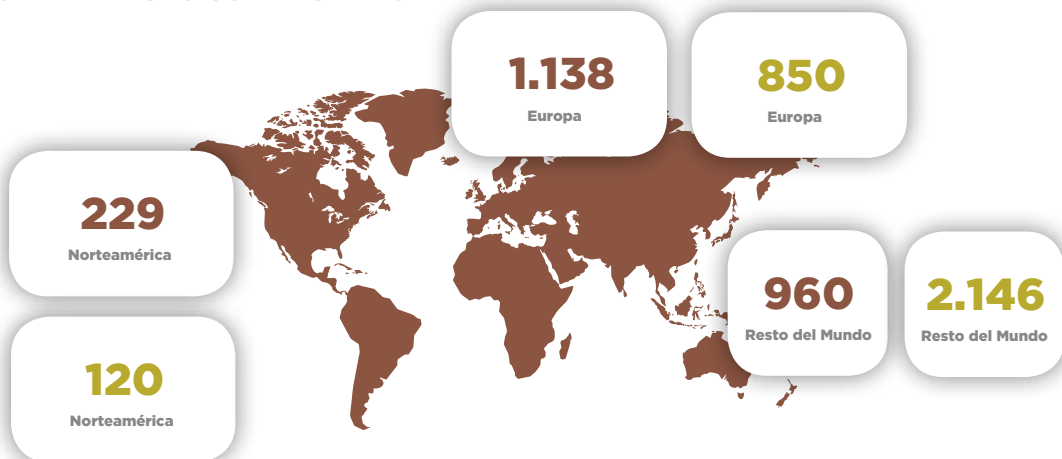 1.138
Europa
850
Europa
229
Norteamérica
960
Resto del Mundo
2.146
Resto del Mundo
120
Norteamérica